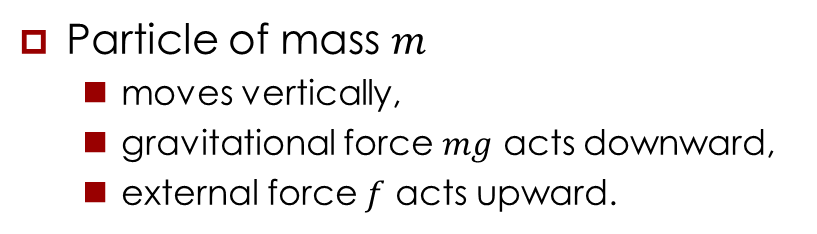 Particle of mass m
moves vertically,
gravitational force mg acts downward,
external force f acts upward.